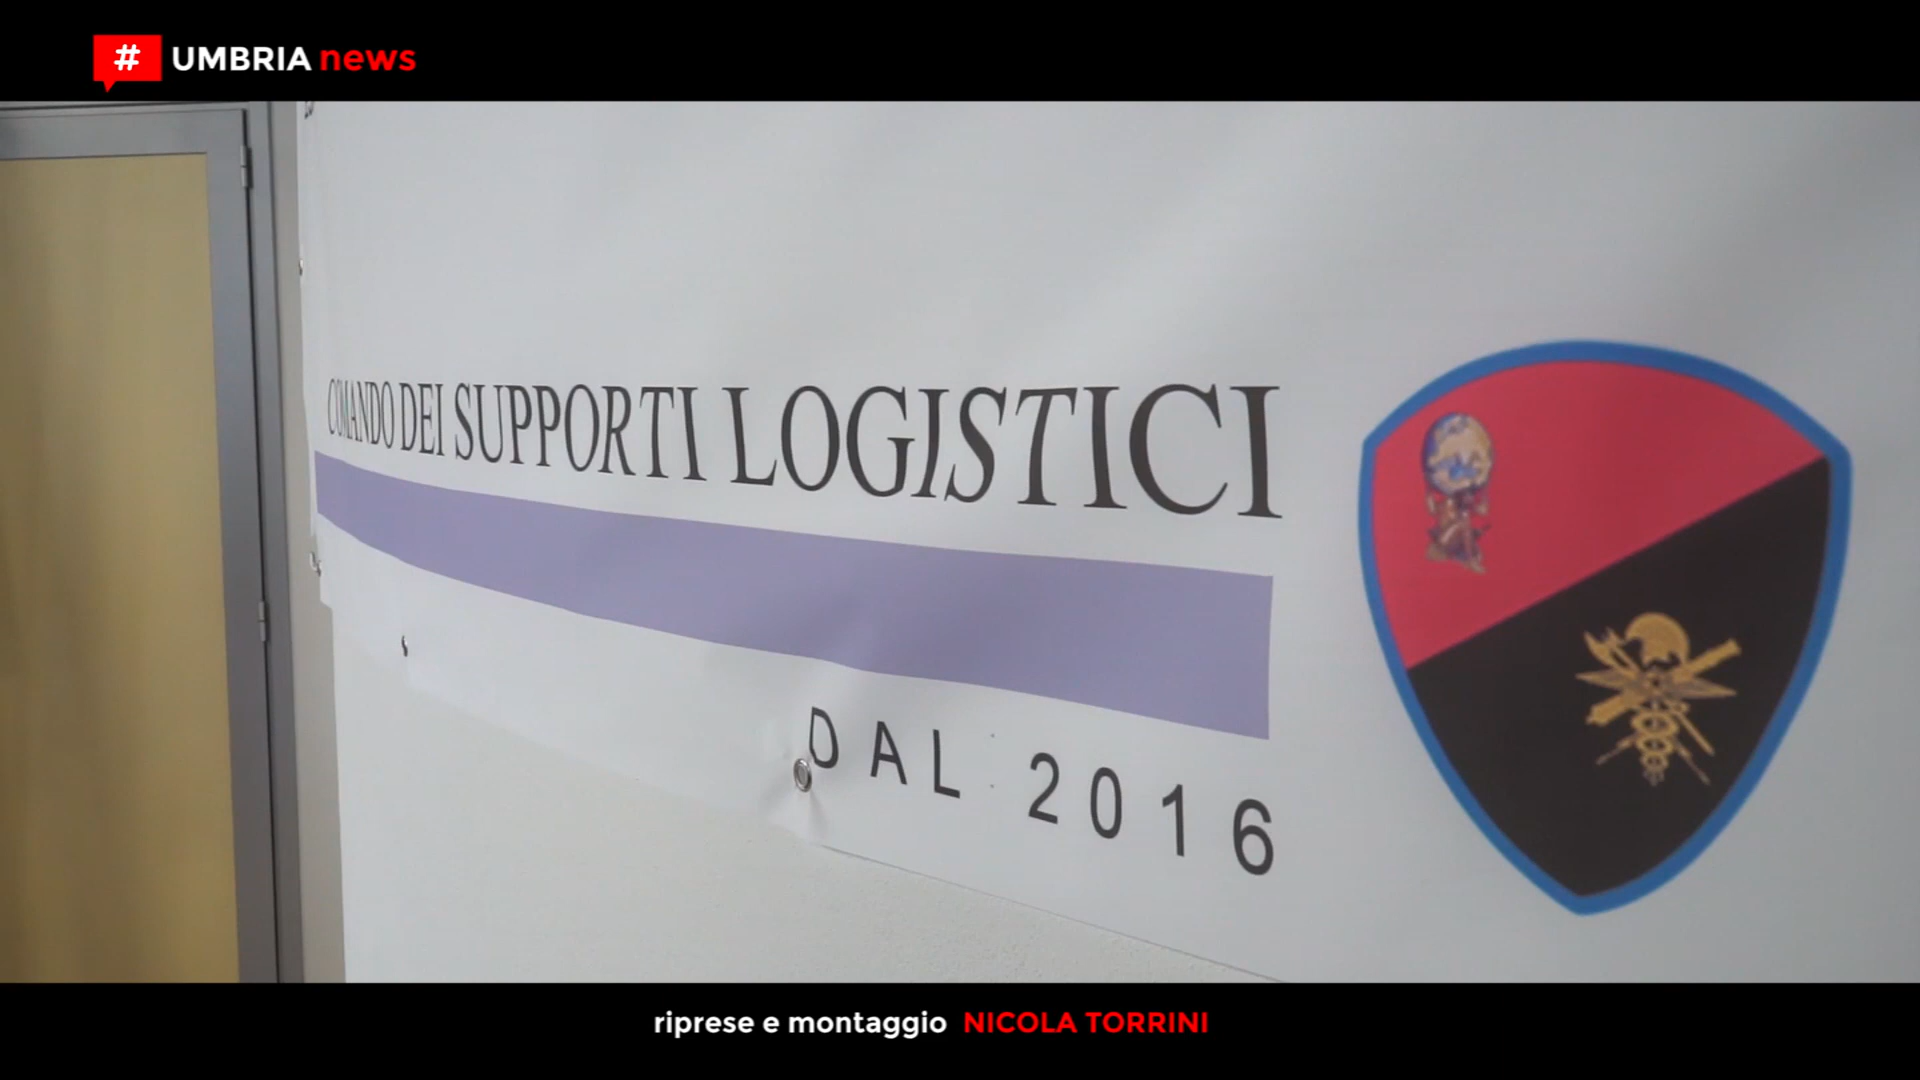 # UMBRIA news
COMANDO DEI SUPPORTI LOGISTICI
DAL 2016
riprese e montaggio NICOLA TORRINI